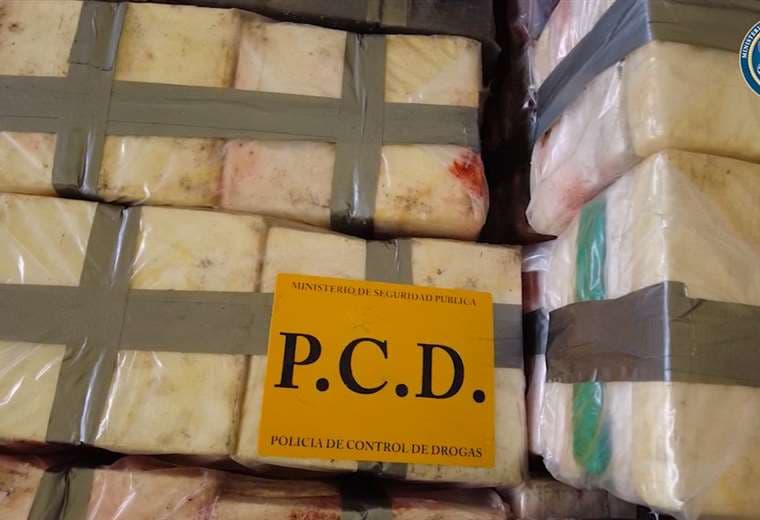 MINISTERIO DE SEGURIDAD PUBLICA
P.C.D.
POLICIA DE CONTROL DE DROGAS